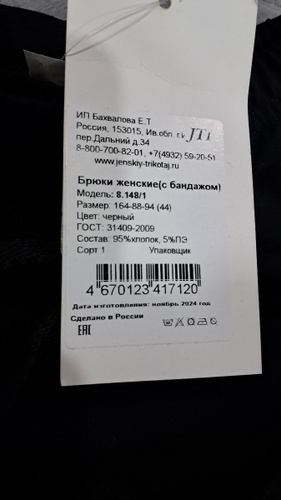 ИП Бахвалова Е.Т
Россия, 153015, Ив.обл. г.
JTI
пер.Дальний д.34
8-800-700-82-01, +7(4932) 59-20-51
www.jenskiy-trikotaj.ru
Брюки женские(с бандажом)
Модель: 8.148/1
Размер: 164-88-94 (44)
Цвет: черный
ГОСТ: 31409-2009
Состав: 95%хлопок, 5%ПЭ
Сорт 1 Упаковщик
4 670123 417120
Дата изготовления: ноябрь 2024 год
Сделано в России
EAC